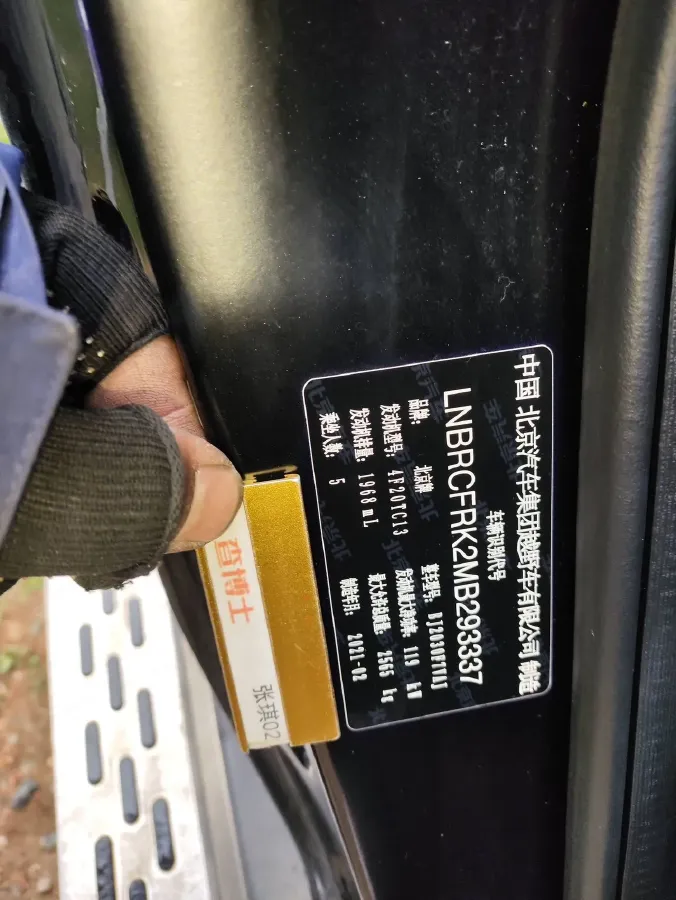 中国 北京汽车集团越野车有限公司 制造
车辆识别代号
LNBRCFRK2MB293337
品牌: 北京牌 整车型号:
发动机型号: 4F20TC13 发动机最大净功率: 119 kW
发动机排量: 1968 mL 最大允许总质量: 2565 kg
乘坐人数: 5 制造年月: 2021-02
查博士
张琪02